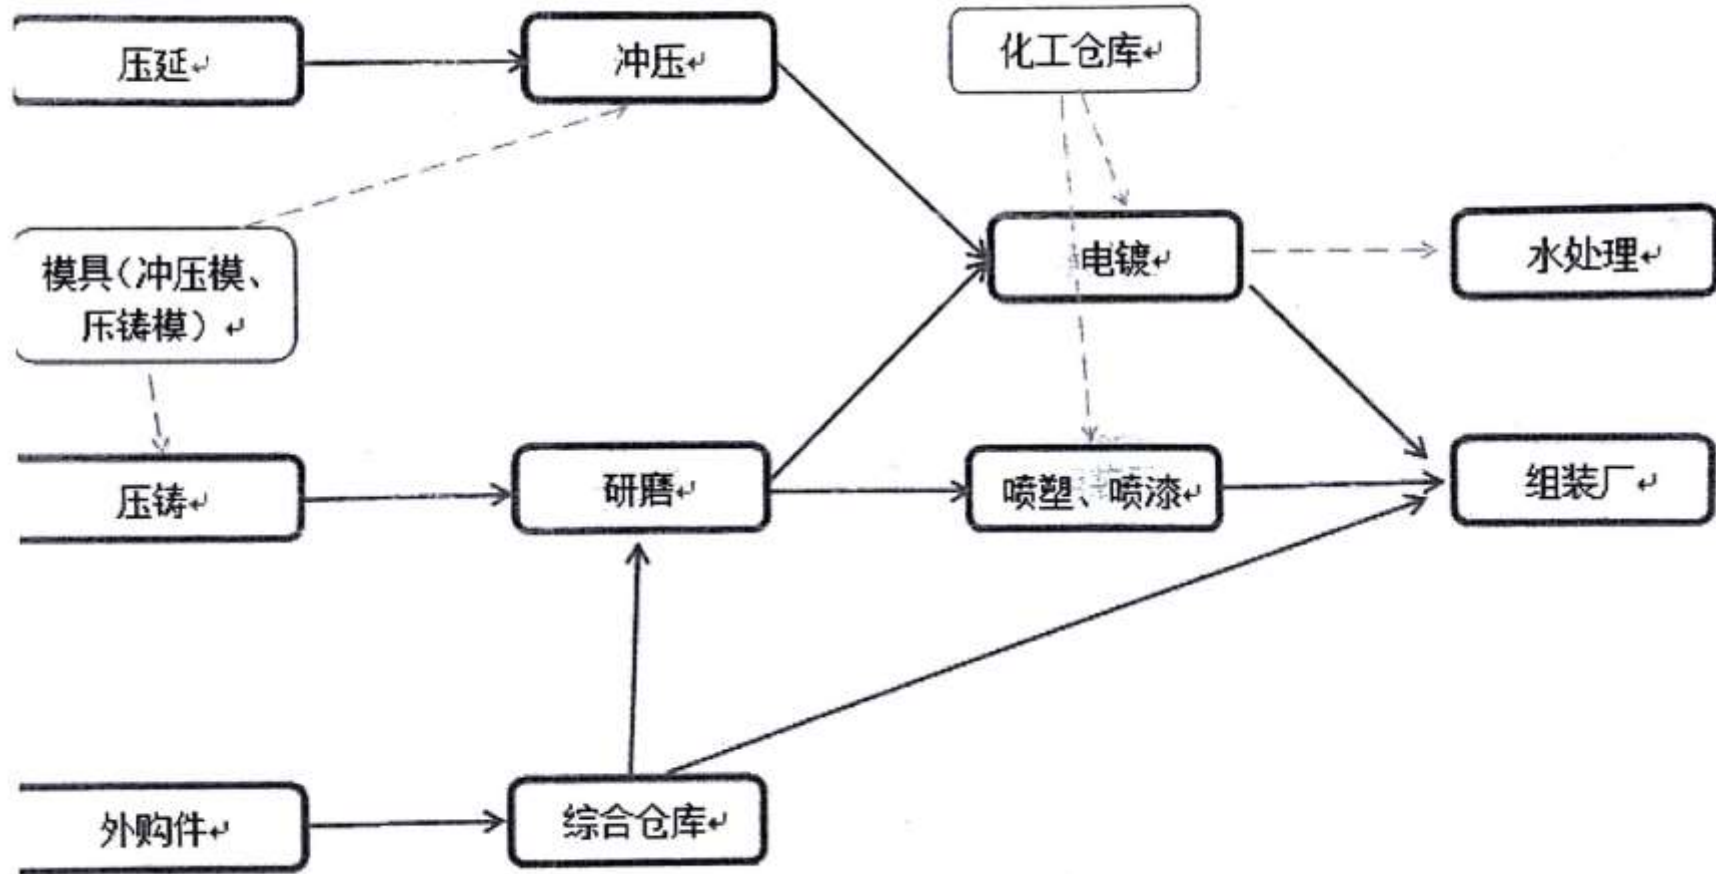 压延
冲压
化工仓库
模具(冲压模、
压铸模)
电镀
水处理
压铸
研磨
喷塑、喷漆
组装厂
外购件
综合仓库